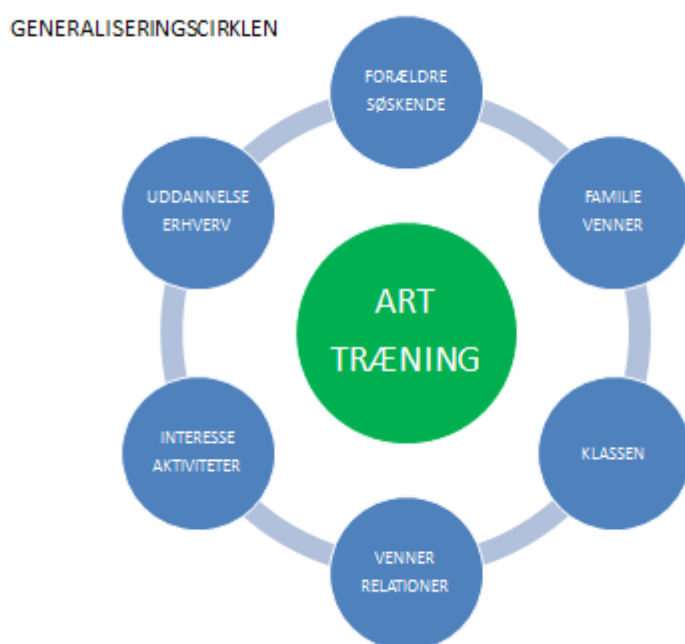 GENERALISERINGSCIRKLEN
FORÆLDRE
SØSKENDE
FAMILIE
VENNER
KLASSEN
VENNER
RELATIONER
INTERESSE
AKTIVITETER
UDDANNELSE
ERHVERV
ART
TRÆNING